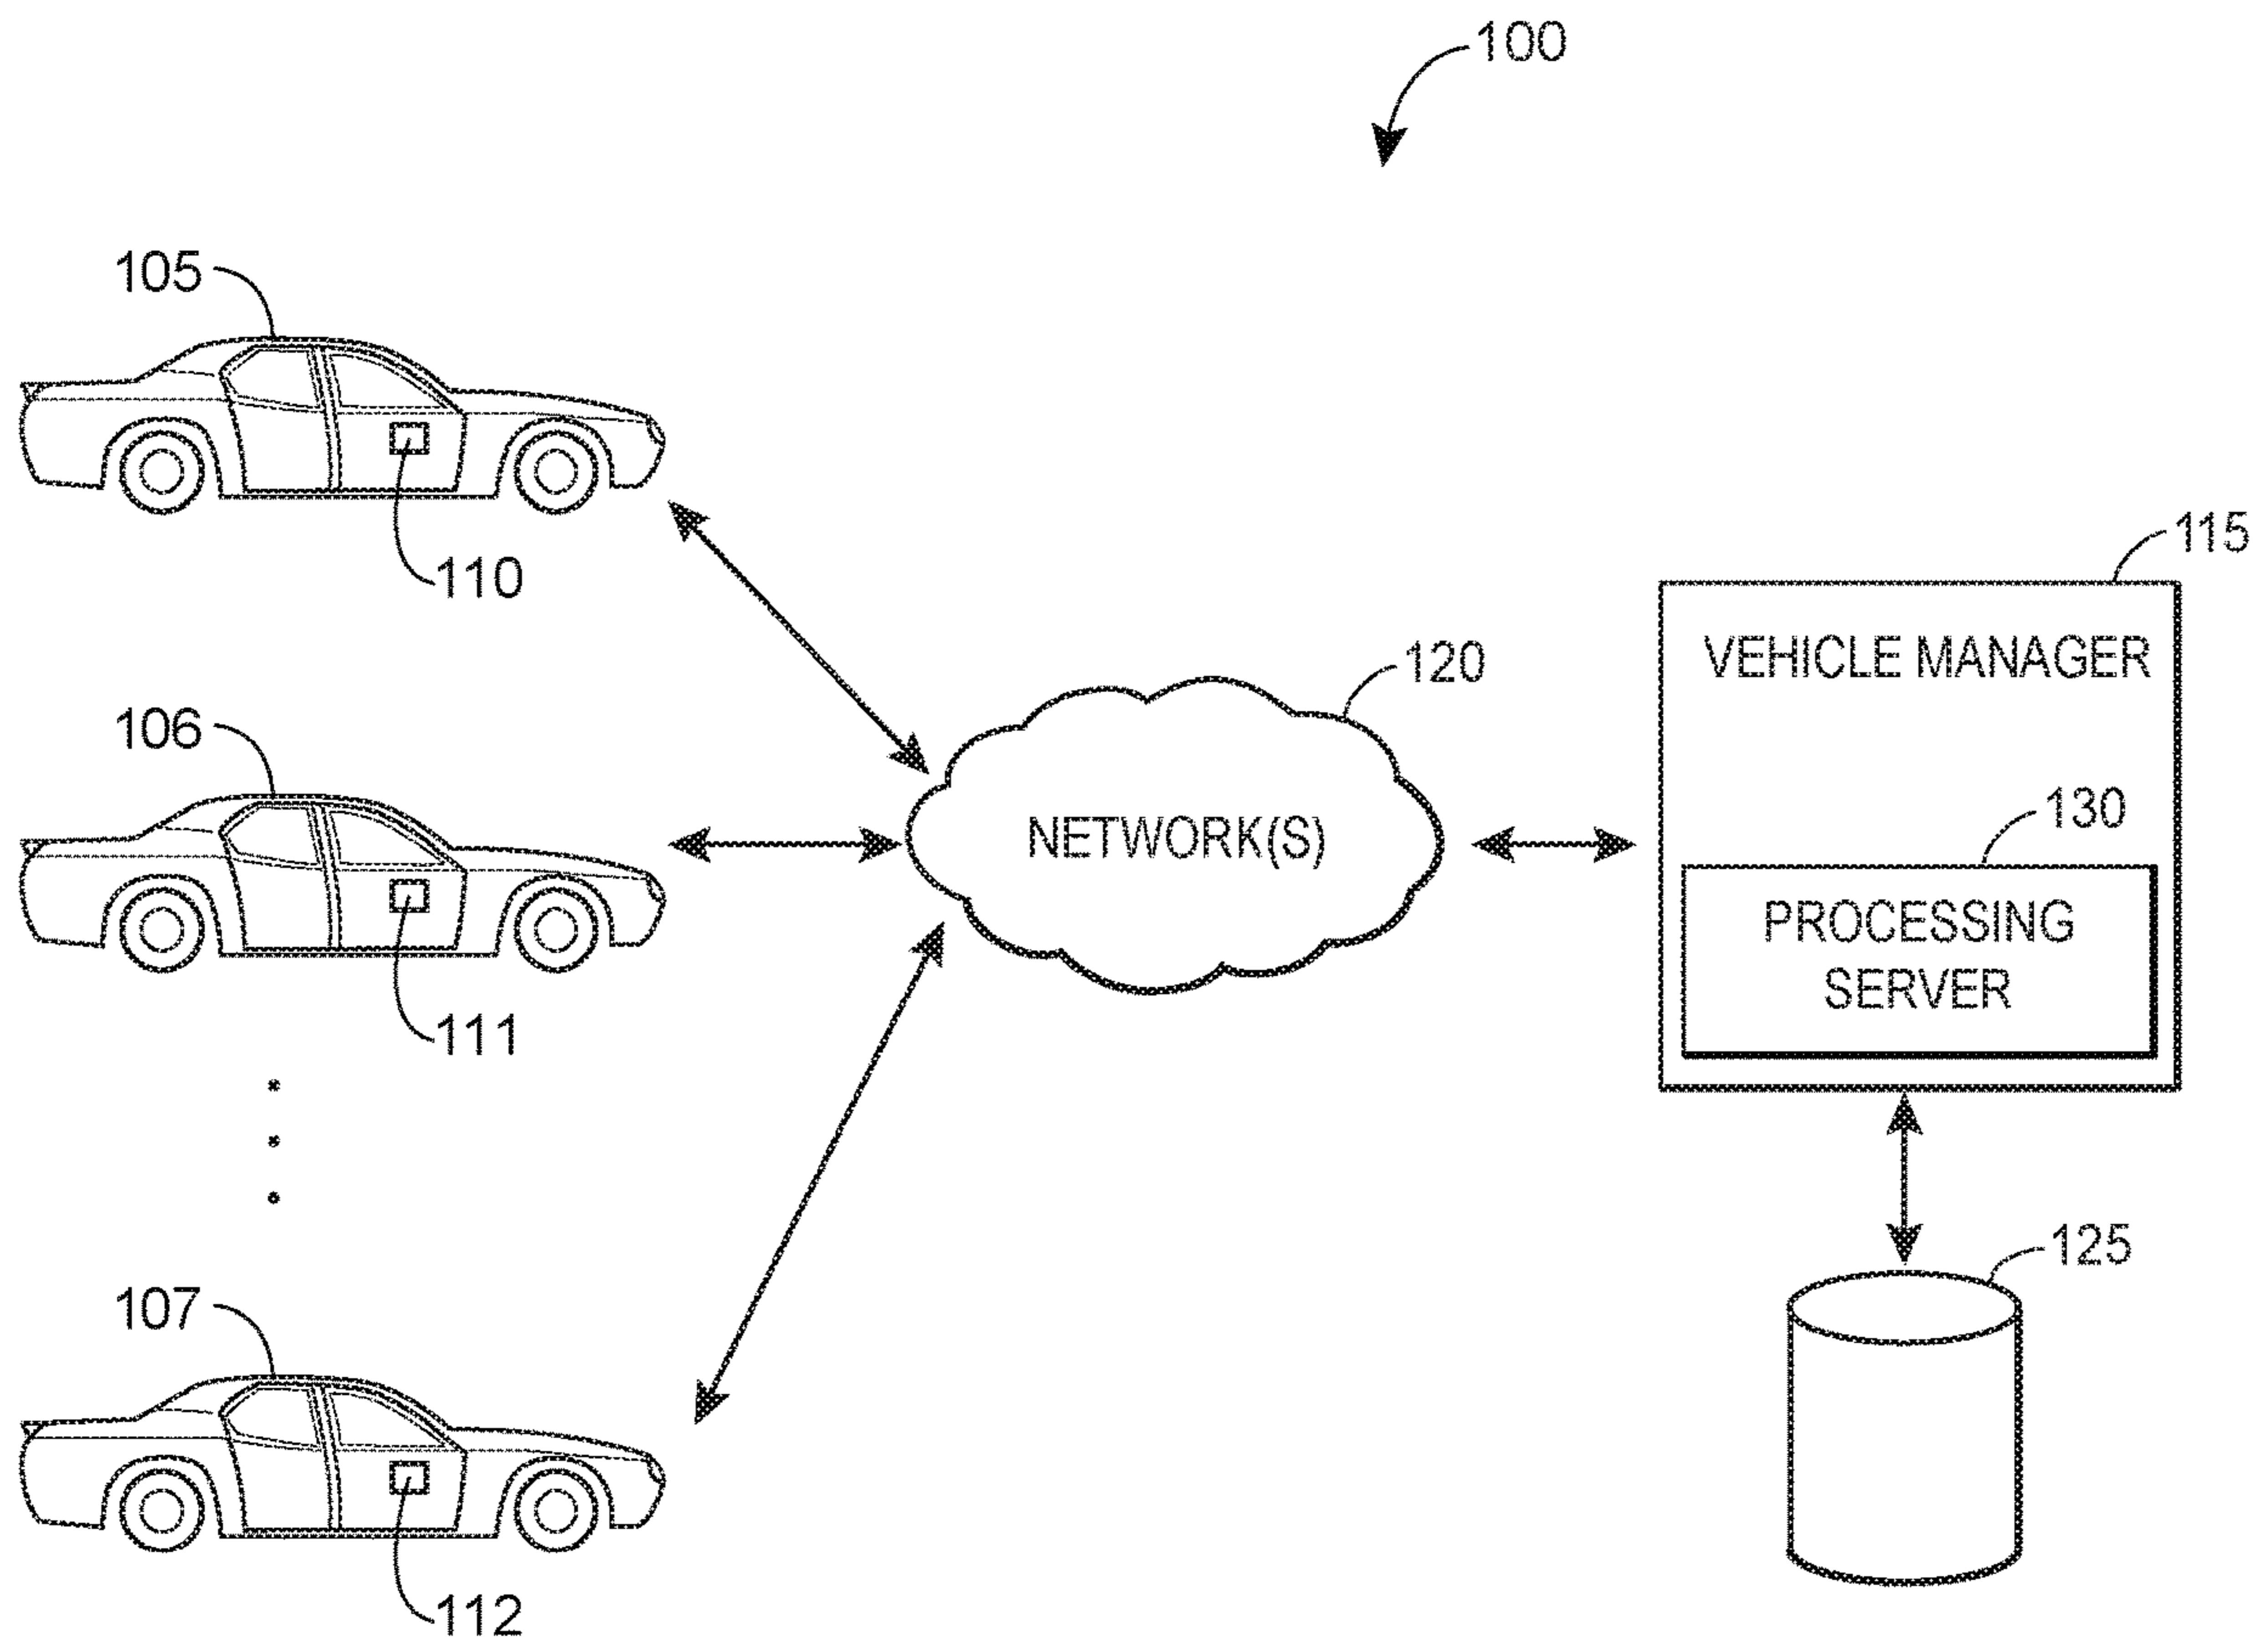 100
105
110
115
120
VEHICLE MANAGER
106
130
NETWORK(S)
PROCESSING
SERVER
111
125
107
112